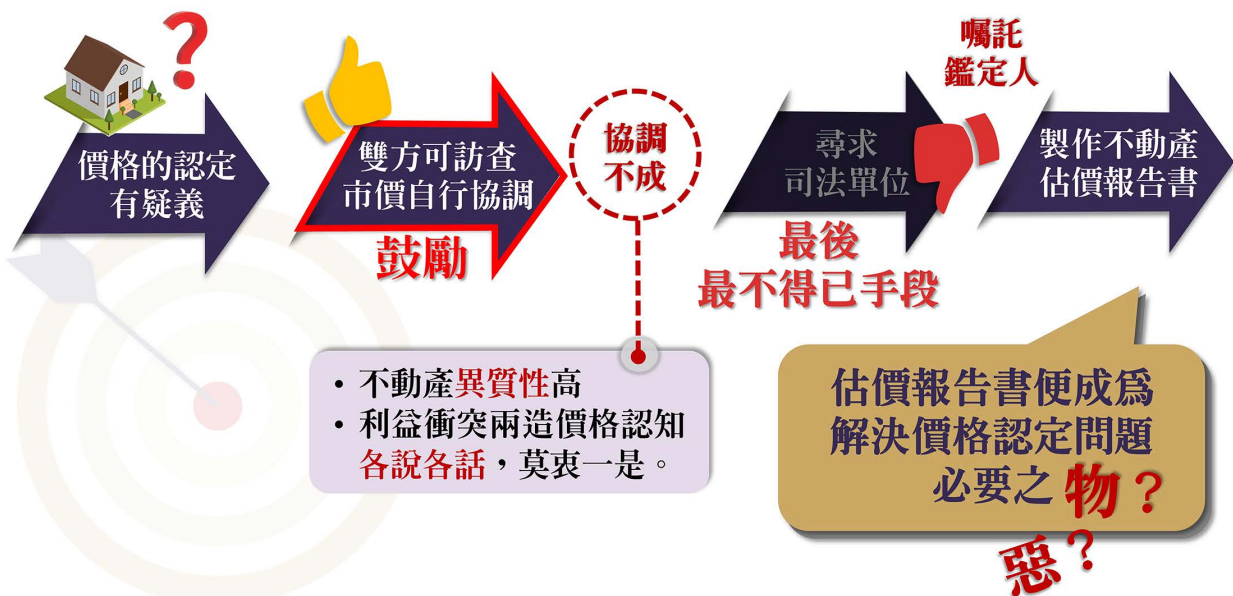 ?
價格的認定
有疑義
雙方可訪查
市價自行協調
鼓勵
協調
不成
• 不動產異質性高
• 利益衝突兩造價格認知
各說各話，莫衷一是。
尋求
司法單位
最後
最不得已手段
囑託
鑑定人
製作不動產
估價報告書
估價報告書便成為
解決價格認定問題
必要之物？
惡？